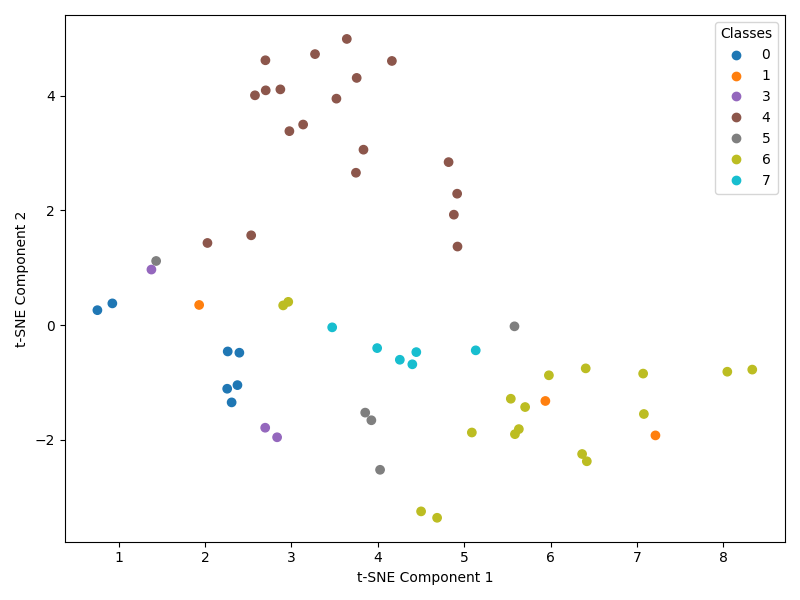 Classes
0
1
3
4
5
6
7
4
2
0
−2
t-SNE Component 2
1 2 3 4 5 6 7 8
t-SNE Component 1